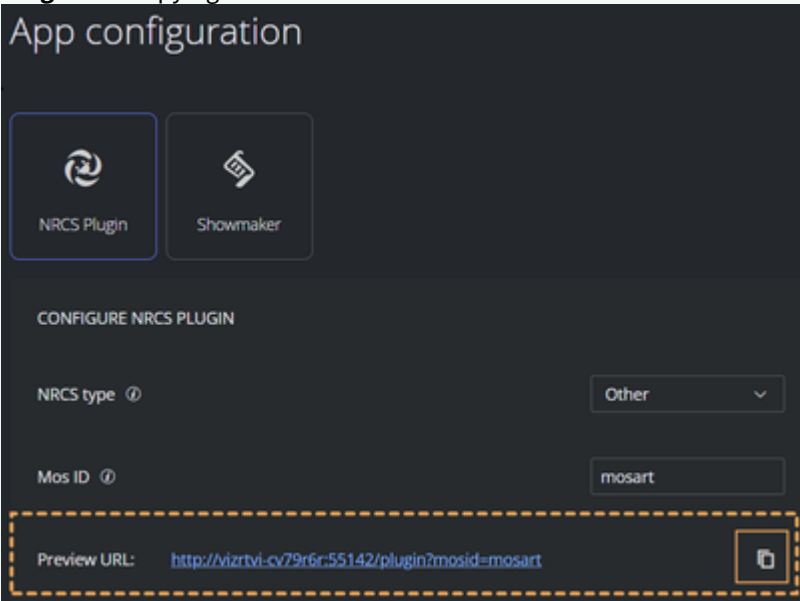 App configuration
NRCS Plugin
Showmaker
CONFIGURE NRCS PLUGIN
NRCS type
Other
Mos ID
mosart
Preview URL:
http://vizrtvi-cv79r6r:55142/plugin?mosid=mosart